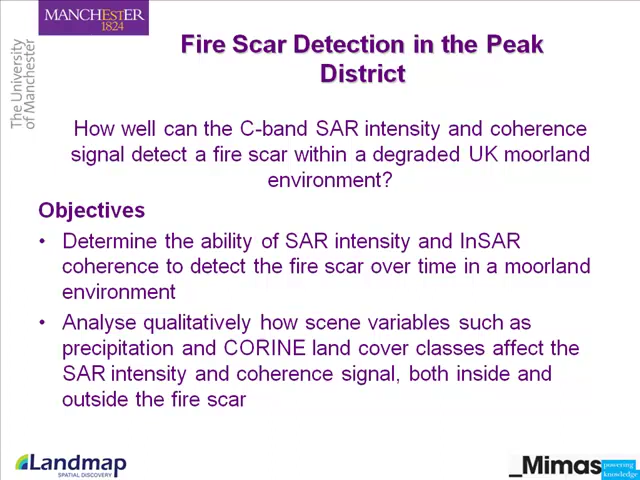 MANCHESTER
1824
The University
of Manchester
Fire Scar Detection in the Peak
District
How well can the C-band SAR intensity and coherence
signal detect a fire scar within a degraded UK moorland
environment?
Objectives
• Determine the ability of SAR intensity and InSAR
coherence to detect the fire scar over time in a moorland
environment
• Analyse qualitatively how scene variables such as
precipitation and CORINE land cover classes affect the
SAR intensity and coherence signal, both inside and
outside the fire scar
Landmap
SPATIAL DISCOVERY
_Mimas
powering
knowledge